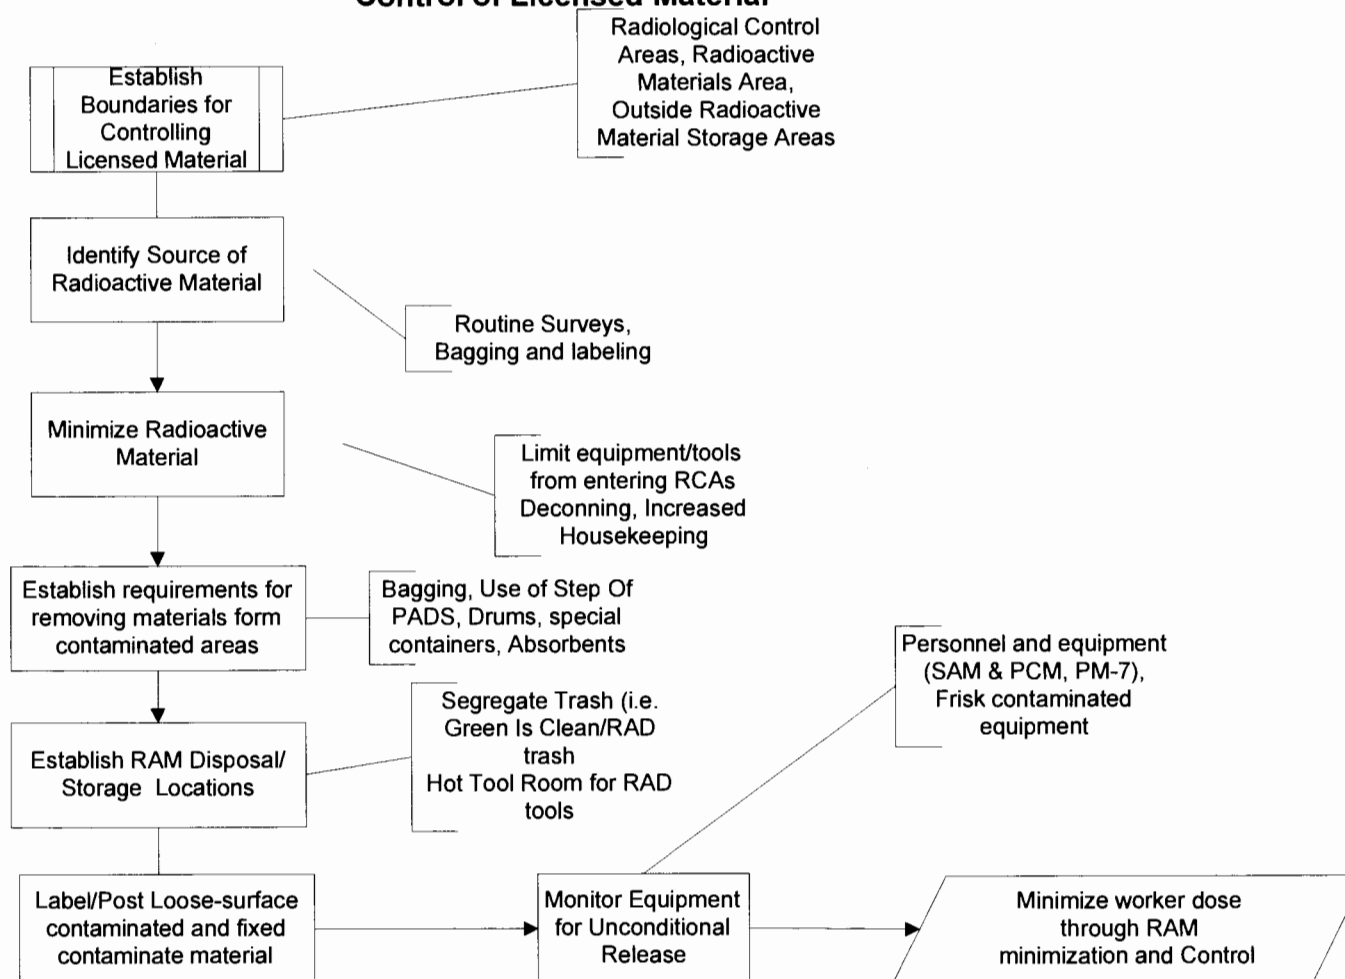 Control of Licensed Material
Radiological Control
Areas, Radioactive
Materials Area,
Outside Radioactive
Material Storage Areas
Establish
Boundaries for
Controlling
Licensed Material
Identify Source of
Radioactive Material
Routine Surveys,
Bagging and labeling
Minimize Radioactive
Material
Limit equipment/tools
from entering RCAs
Deconning, Increased
Housekeeping
Establish requirements for
removing materials form
contaminated areas
Bagging, Use of Step Of
PADS, Drums, special
containers, Absorbents
Personnel and equipment
(SAM & PCM, PM-7),
Frisk contaminated
equipment
Establish RAM Disposal/
Storage Locations
Segregate Trash (i.e.
Green Is Clean/RAD
trash
Hot Tool Room for RAD
tools
Label/Post Loose-surface
contaminated and fixed
contaminate material
Monitor Equipment
for Unconditional
Release
Minimize worker dose
through RAM
minimization and Control